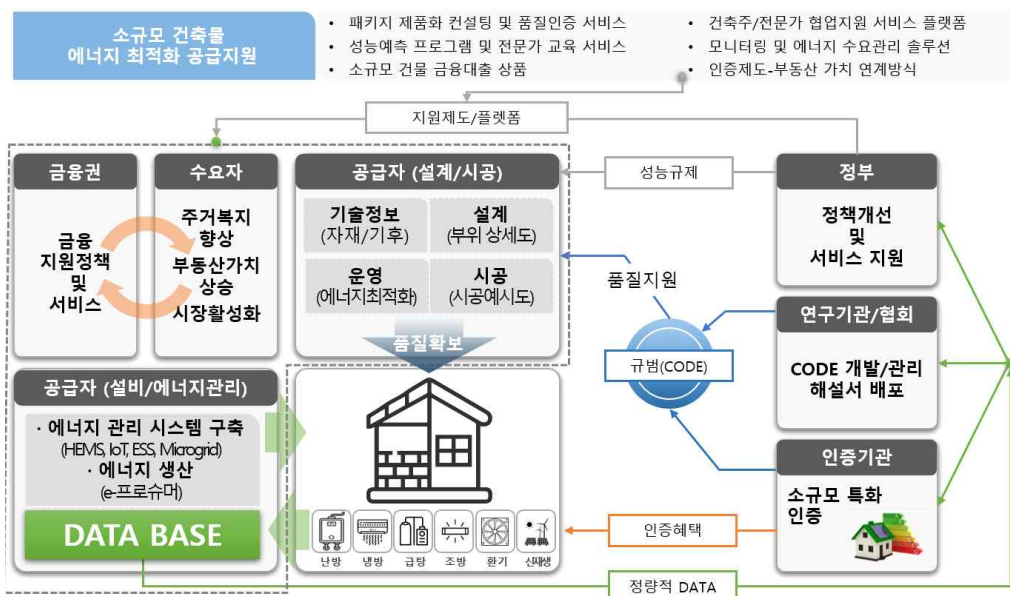 소규모 건축물
에너지 최적화 공급지원
• 패키지 제품화 컨설팅 및 품질인증 서비스
• 성능예측 프로그램 및 전문가 교육 서비스
• 소규모 건물 금융대출 상품
• 건축주/전문가 협업지원 서비스 플랫폼
• 모니터링 및 에너지 수요관리 솔루션
• 인증제도-부동산 가치 연계방식
지원제도/플렛폼
금융권
금융
지원정책
및
서비스
수요자
주거복지
향상
부동산가치
상승
시장활성화
공급자 (설계/시공)
기술정보
(자재/기후)
설계
(부위 상세도)
운영
(에너지최적화)
시공
(시공예시도)
품질확보
성능규제
정부
정책개선
및
서비스 지원
품질지원
규범(CODE)
연구기관/협회
CODE 개발/관리
해설서 배포
인증기관
소규모 특화
인증
인증혜택
공급자 (설비/에너지관리)
· 에너지 관리 시스템 구축
(HEMS, IoT, ESS, Microgrid)
· 에너지 생산
(e-프로슈머)
DATA BASE
난방
냉방
급탕
조방
환기
신재생
정량적 DATA